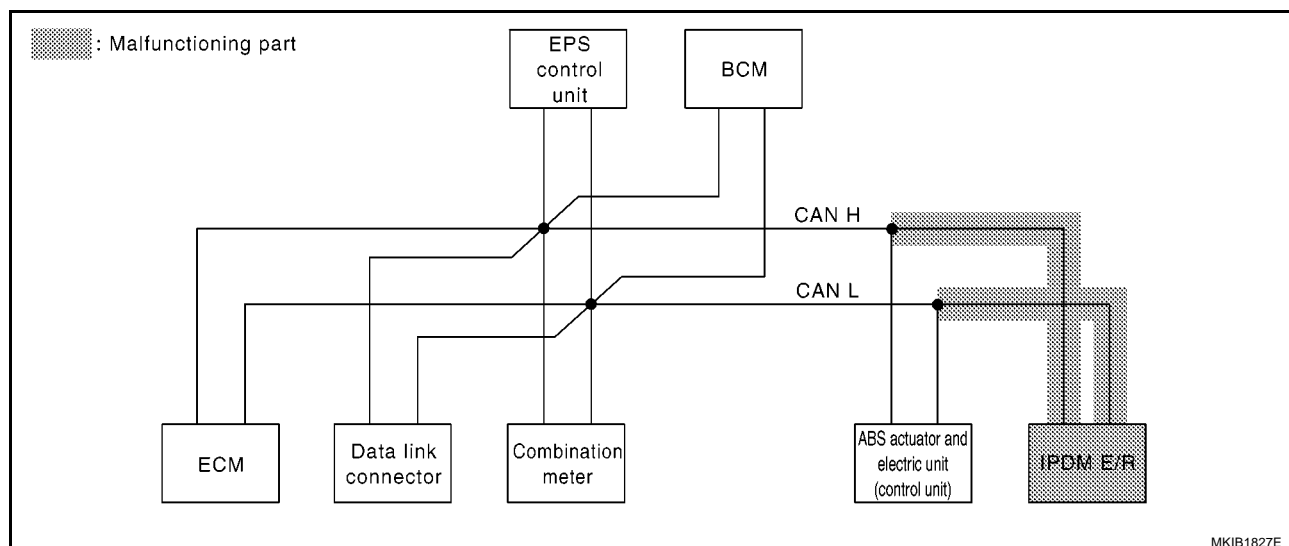 : Malfunctioning part
EPS
control
unit
BCM
CAN H
CAN L
ECM
Data link
connector
Combination
meter
ABS actuator and
electric unit
(control unit)
IPDM E/R
MKIB1827E